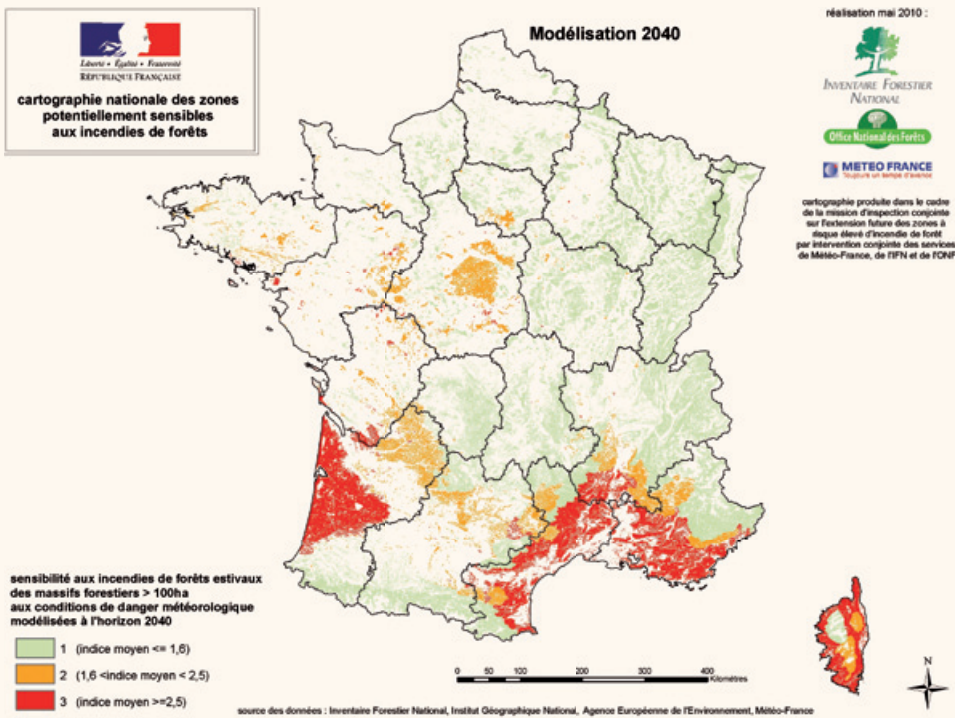 Modélisation 2040
Liberté • Égalité • Fraternité
RÉPUBLIQUE FRANÇAISE
cartographie nationale des zones
potentiellement sensibles
aux incendies de forêts
réalisation mai 2010 :
INVENTAIRE FORESTIER
NATIONAL
Office National des Forêts
METEO FRANCE
Toujours un temps d'avance
cartographie produite dans le cadre
de la mission d'inspection conjointe
sur l'extension future des zones à
risque élevé d'incendie de forêt
par intervention conjointe des services
de Météo-France, de l'IFN et de l'ONF
sensibilité aux incendies de forêts estivaux
des massifs forestiers > 100ha
aux conditions de danger météorologique
modélisées à l'horizon 2040
1 (indice moyen <= 1,6)
2 (1,6 <indice moyen < 2,5)
3 (indice moyen >=2,5)
0 50 100 200 300 400
Kilomètres
N
source des données : Inventaire Forestier National, Institut Géographique National, Agence Européenne de l'Environnement, Météo-France